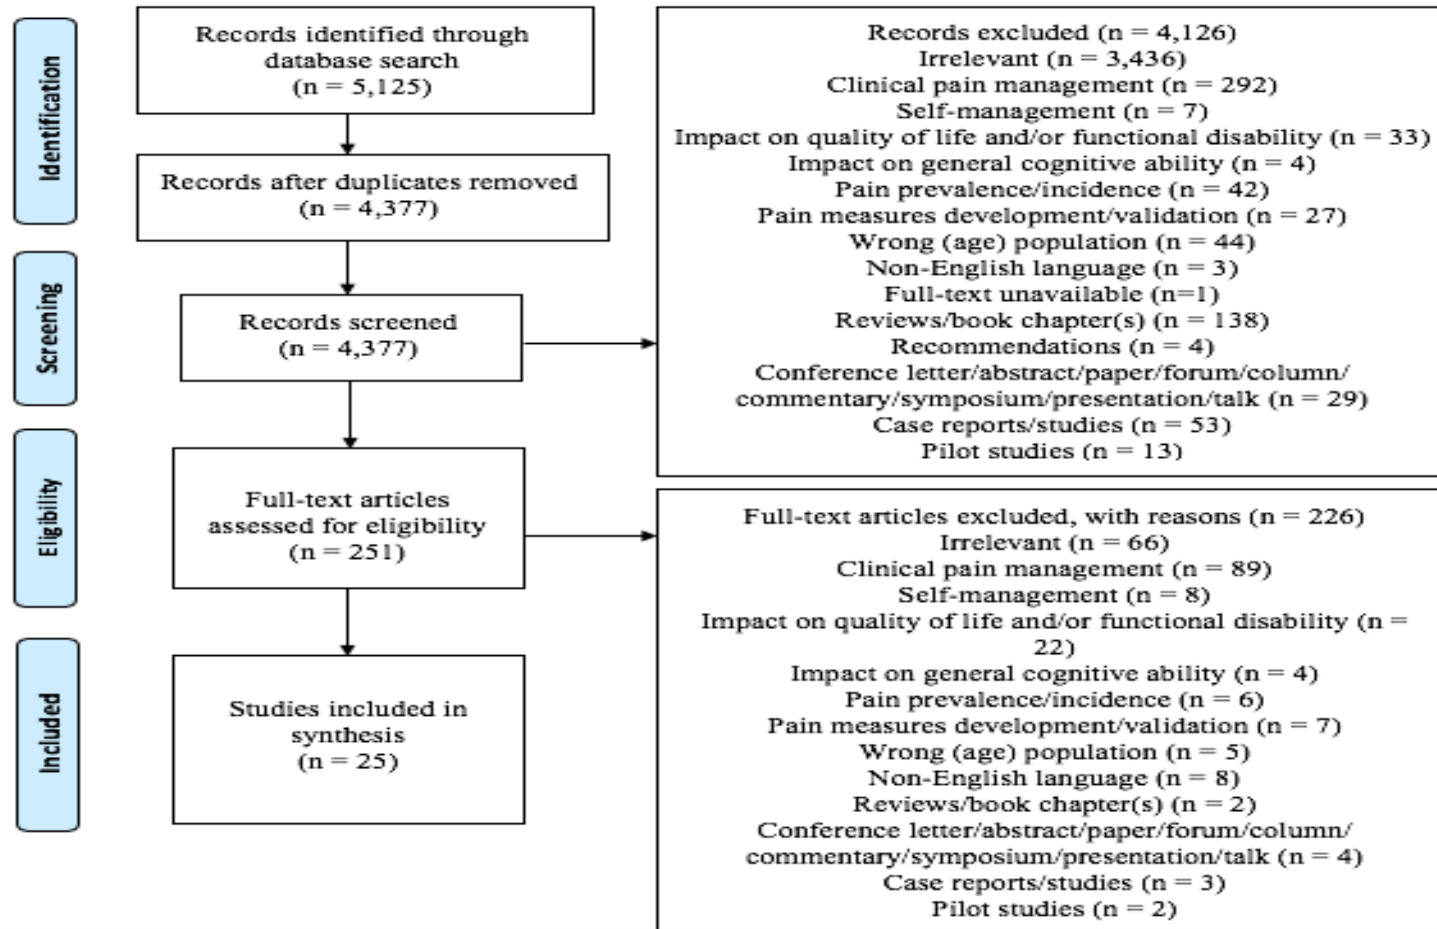 Identification
Records identified through
database search
(n = 5,125)
Records after duplicates removed
(n = 4,377)
Screening
Records screened
(n = 4,377)
Records excluded (n = 4,126)
Irrelevant (n = 3,436)
Clinical pain management (n = 292)
Self-management (n = 7)
Impact on quality of life and/or functional disability (n = 33)
Impact on general cognitive ability (n = 4)
Pain prevalence/incidence (n = 42)
Pain measures development/validation (n = 27)
Wrong (age) population (n = 44)
Non-English language (n = 3)
Full-text unavailable (n=1)
Reviews/book chapter(s) (n = 138)
Recommendations (n = 4)
Conference letter/abstract/paper/forum/column/
commentary/symposium/presentation/talk (n = 29)
Case reports/studies (n = 53)
Pilot studies (n = 13)
Eligibility
Full-text articles
assessed for eligibility
(n = 251)
Full-text articles excluded, with reasons (n = 226)
Irrelevant (n = 66)
Clinical pain management (n = 89)
Self-management (n = 8)
Impact on quality of life and/or functional disability (n =
22)
Impact on general cognitive ability (n = 4)
Pain prevalence/incidence (n = 6)
Pain measures development/validation (n = 7)
Wrong (age) population (n = 5)
Non-English language (n = 8)
Reviews/book chapter(s) (n = 2)
Conference letter/abstract/paper/forum/column/
commentary/symposium/presentation/talk (n = 4)
Case reports/studies (n = 3)
Pilot studies (n = 2)
Included
Studies included in
synthesis
(n = 25)